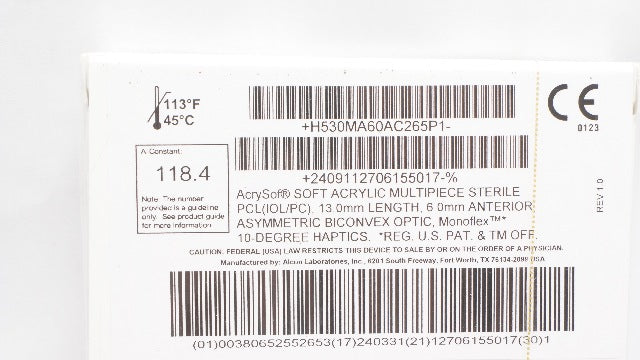 113°F
45°C
+H530MA60AC265P1-
CE
0123
A Constant:
118.4
Note: The number
provided is a guideline
only. See product guide
for more information
+2409112706155017-%
AcrySof® SOFT ACRYLIC MULTIPIECE STERILE
PCL(IOL/PC). 13.0mm LENGTH, 6.0mm ANTERIOR
ASYMMETRIC BICONVEX OPTIC, Monoflex™*
10-DEGREE HAPTICS. *REG. U.S. PAT. & TM OFF.
REV. 1.0
CAUTION, FEDERAL (USA) LAW RESTRICTS THIS DEVICE TO SALE BY OR ON THE ORDER OF A PHYSICIAN.
Manufactured by: Alcon Laboratories, Inc., 6201 South Freeway, Fort Worth, TX 76134-2099 USA
(01)00380652552653(17)240331(21)12706155017(30)1